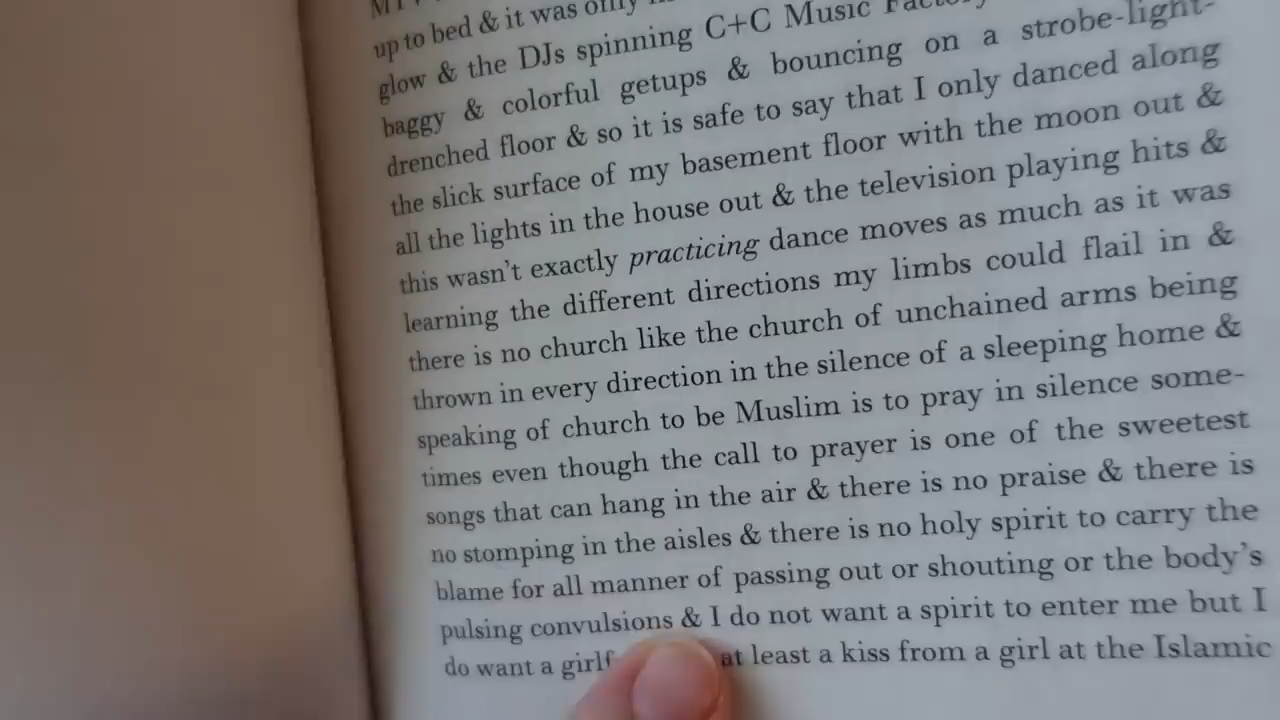 up to bed & it was only
glow & the DJs spinning C+C Music
baggy & colorful getups & bouncing on a strobe-light-
drenched floor & so it is safe to say that I only danced along
the slick surface of my basement floor with the moon out &
all the lights in the house out & the television playing hits &
this wasn't exactly practicing dance moves as much as it was
learning the different directions my limbs could flail in &
there is no church like the church of unchained arms being
thrown in every direction in the silence of a sleeping home &
speaking of church to be Muslim is to pray in silence some-
times even though the call to prayer is one of the sweetest
songs that can hang in the air & there is no praise & there is
no stomping in the aisles & there is no holy spirit to carry the
blame for all manner of passing out or shouting or the body's
pulsing convulsions & I do not want a spirit to enter me but I
do want a at least a kiss from a girl at the Islamic